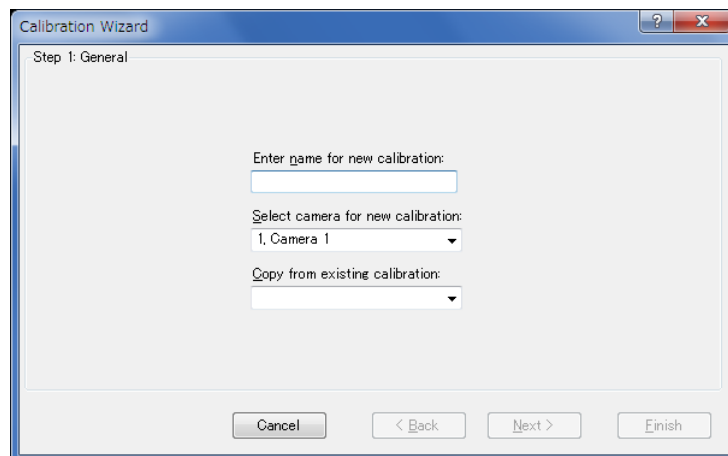 Calibration Wizard
?
X
Step 1: General
Enter name for new calibration:
Select camera for new calibration:
1, Camera 1
Copy from existing calibration:
Cancel
< Back
Next >
Finish